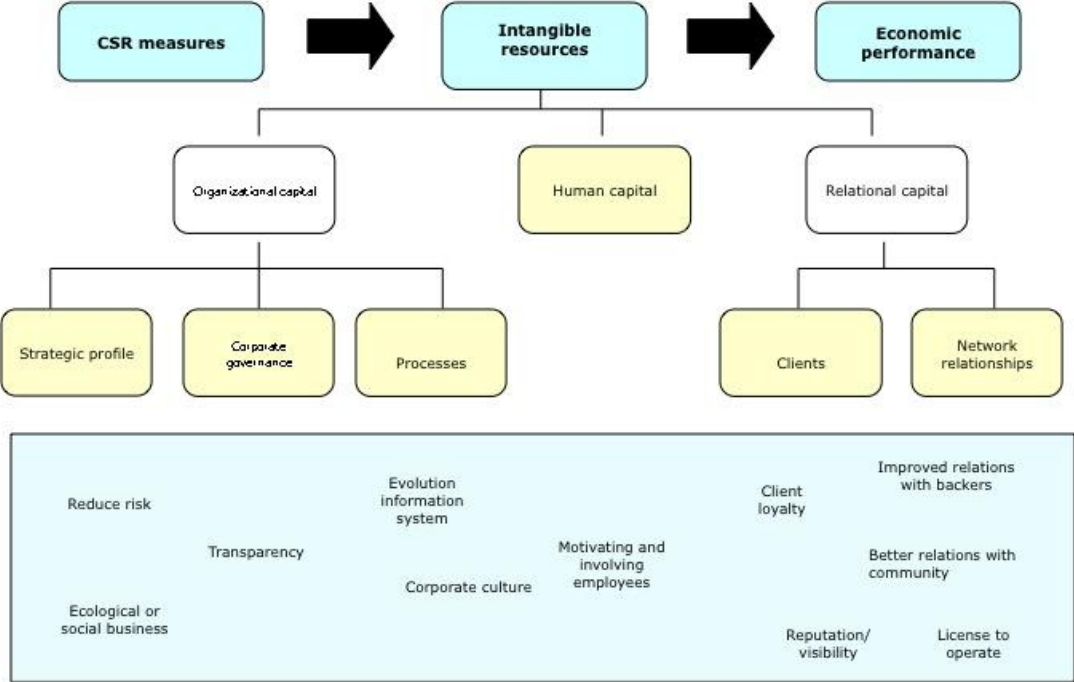 CSR measures
Intangible
resources
Economic
performance
Organizational capital
Human capital
Relational capital
Strategic profile
Corporate
governance
Processes
Clients
Network
relationships
Reduce risk
Transparency
Ecological or
social business
Evolution
information
system
Corporate culture
Motivating and
involving
employees
Client
loyalty
Improved relations
with backers
Better relations with
community
Reputation/
visibility
License to
operate